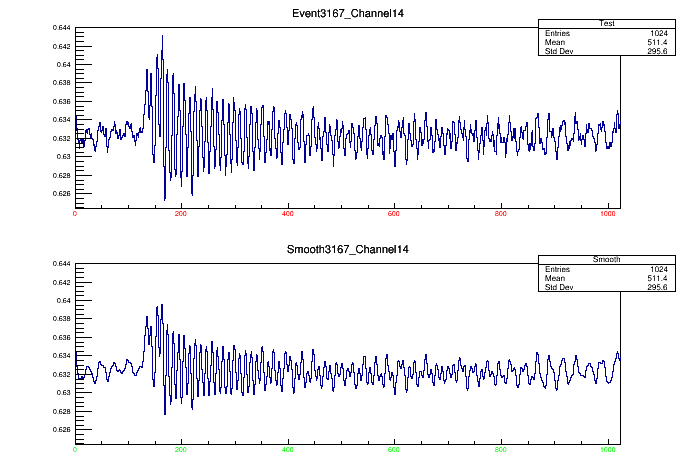 Event3167_Channel14
Test
Entries 1024
Mean 511.4
Std Dev 295.6
0.644
0.642
0.64
0.638
0.636
0.634
0.632
0.63
0.628
0.626
0 200 400 600 800 1000
Smooth3167_Channel14
Smooth
Entries 1024
Mean 511.4
Std Dev 295.6
0.644
0.642
0.64
0.638
0.636
0.634
0.632
0.63
0.628
0.626
0 200 400 600 800 1000